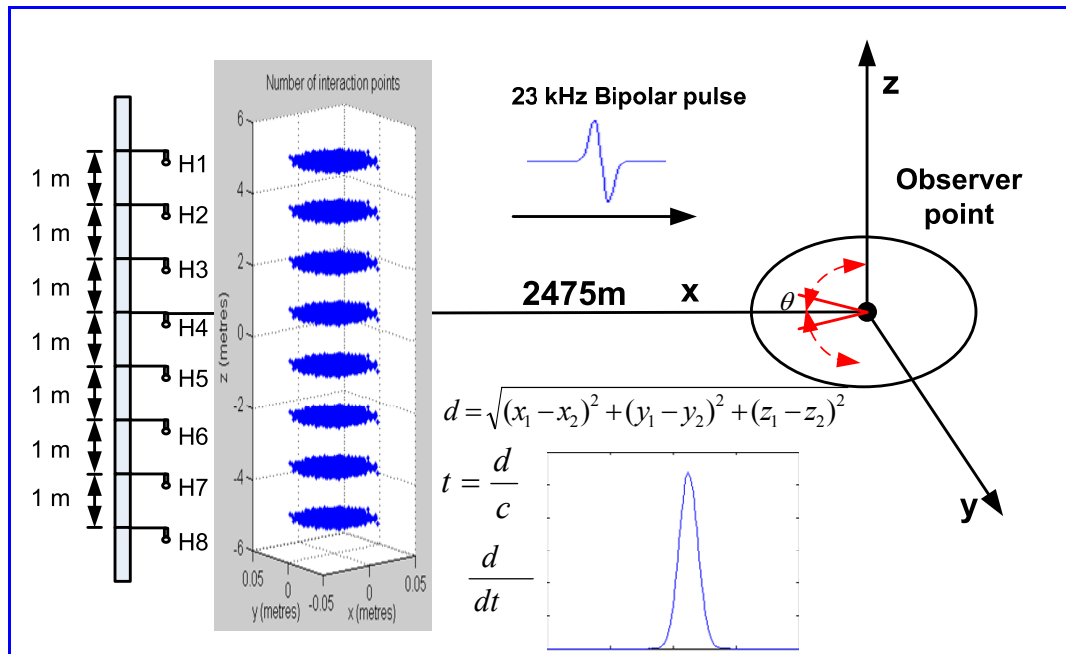 Number of interaction points
6
4
2
0
-2
-4
-6
z (metres)
0.05
0
-0.05
y (metres)
0
0.05
x (metres)
1 m
1 m
1 m
1 m
1 m
1 m
1 m
H1
H2
H3
H4
H5
H6
H7
H8
23 kHz Bipolar pulse
2475m
x
z
Observer
point
θ
y
d = √(x₁ − x₂)² + (y₁ − y₂)² + (z₁ − z₂)²
t = d/c
d/dt